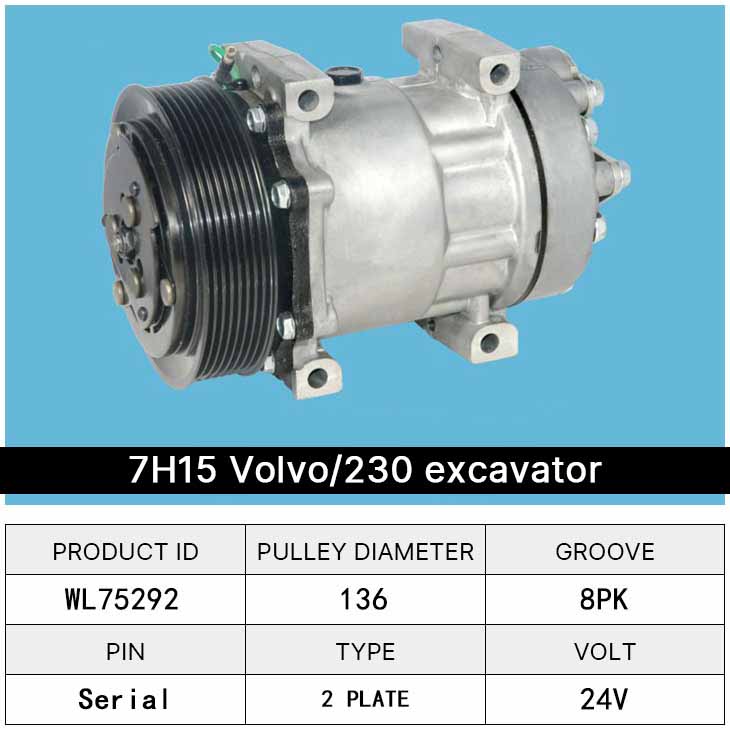 7H15 Volvo/230 excavator
PRODUCT ID PULLEY DIAMETER GROOVE
WL75292 136 8PK
PIN TYPE VOLT
Serial 2 PLATE 24V